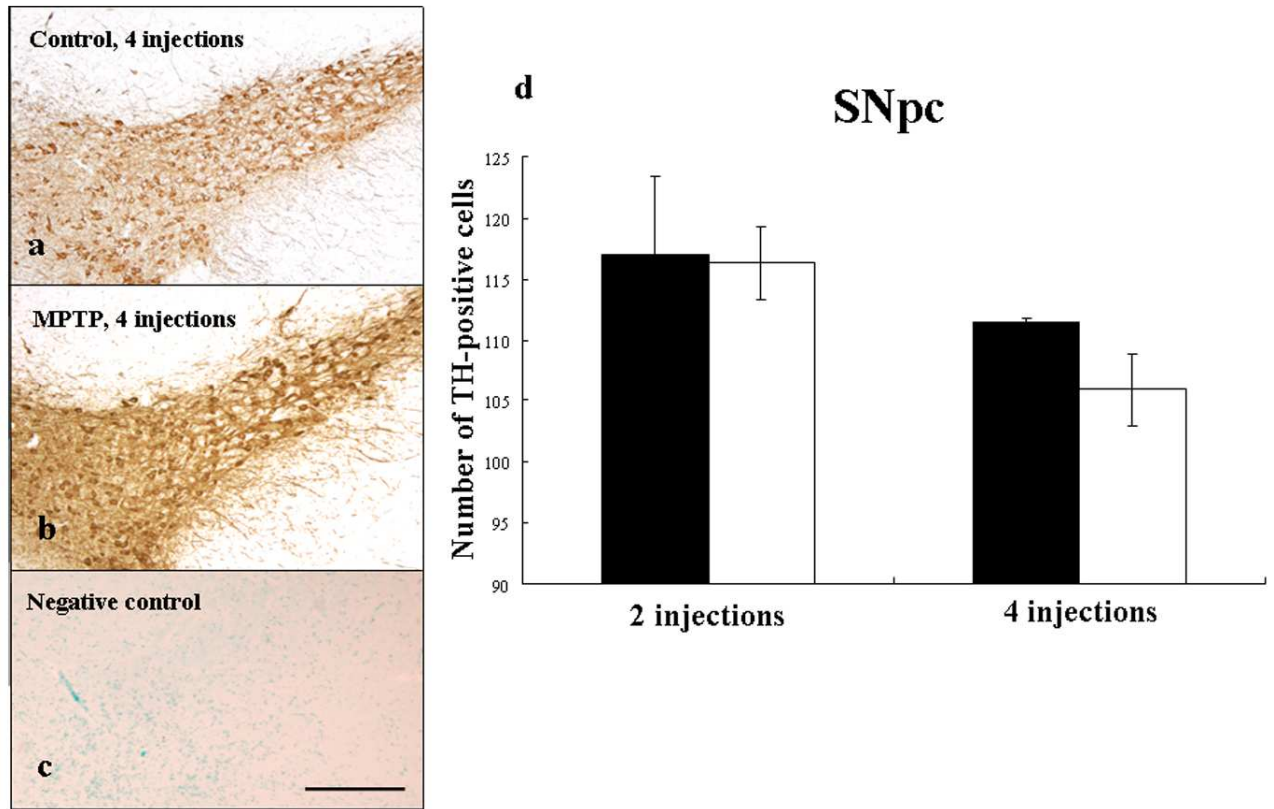 Control, 4 injections
a
MPTP, 4 injections
b
Negative control
c
d
SNpc
Number of TH-positive cells
125
120
115
110
105
100
95
90
2 injections
4 injections